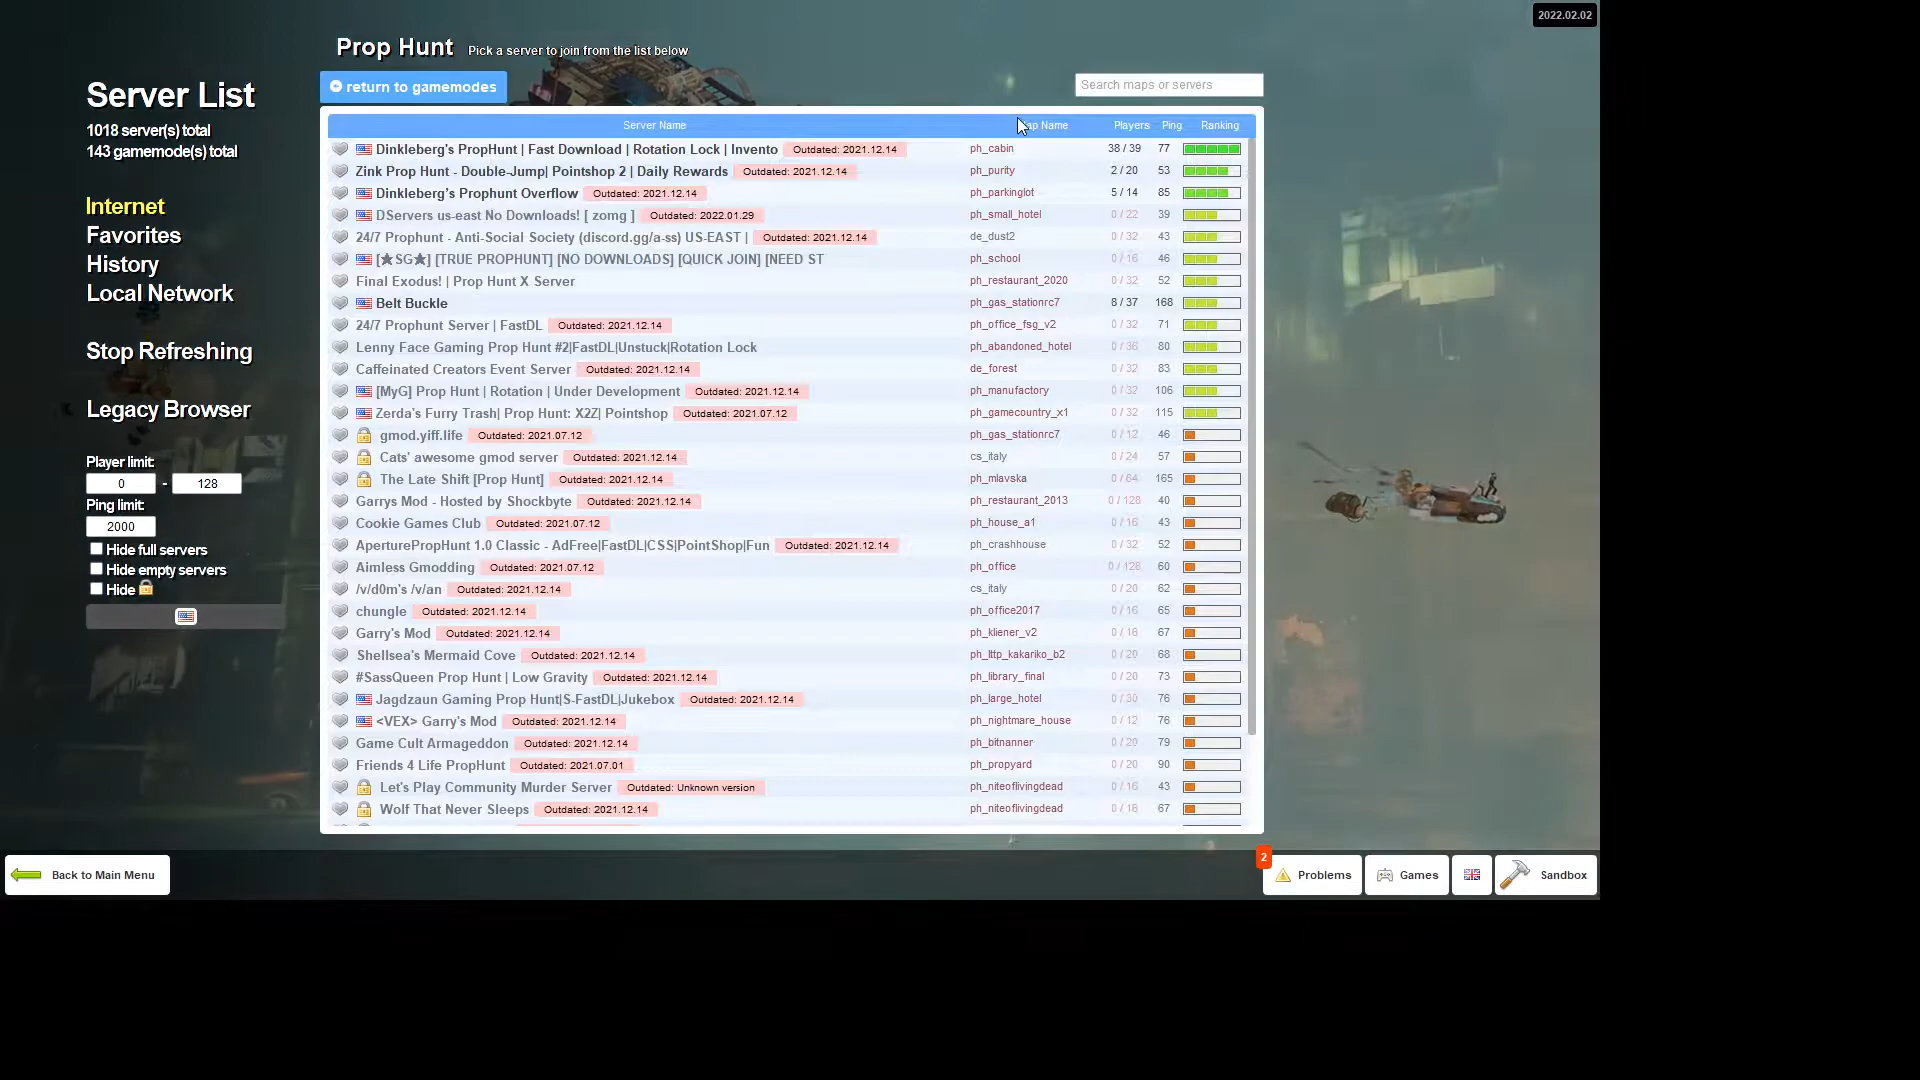 2022.02.02
Prop Hunt Pick a server to join from the list below
return to gamemodes
Search maps or servers
Server List
1018 server(s) total
143 gamemode(s) total
Internet
Favorites
History
Local Network
Stop Refreshing
Legacy Browser
Player limit:
0 - 128
Ping limit:
2000
Hide full servers
Hide empty servers
Hide
Server Name Name Players Ping Ranking
Dinkleberg's PropHunt | Fast Download | Rotation Lock | Invento Outdated: 2021.12.14 ph_cabin 38 / 39 77
Zink Prop Hunt - Double-Jump| Pointshop 2 | Daily Rewards Outdated: 2021.12.14 ph_purity 2 / 20 53
Dinkleberg's Prophunt Overflow Outdated: 2021.12.14 ph_parkinglot 5 / 14 85
DServers us-east No Downloads! [ zomg ] Outdated: 2022.01.29 ph_small_hotel 0 / 22 39
24/7 Prophunt - Anti-Social Society (discord.gg/a-ss) US-EAST | Outdated: 2021.12.14 de_dust2 0 / 32 43
[★SG★] [TRUE PROPHUNT] [NO DOWNLOADS] [QUICK JOIN] [NEED ST ph_school 0 / 16 46
Final Exodus! | Prop Hunt X Server ph_restaurant_2020 0 / 32 52
Belt Buckle ph_gas_stationrc7 8 / 37 168
24/7 Prophunt Server | FastDL Outdated: 2021.12.14 ph_office_fsg_v2 0 / 32 71
Lenny Face Gaming Prop Hunt #2|FastDL|Unstuck|Rotation Lock ph_abandoned_hotel 0 / 36 80
Caffeinated Creators Event Server Outdated: 2021.12.14 de_forest 0 / 32 83
[MyG] Prop Hunt | Rotation | Under Development Outdated: 2021.12.14 ph_manufactory 0 / 32 106
Zerda's Furry Trash| Prop Hunt: X2Z| Pointshop Outdated: 2021.07.12 ph_gamecountry_x1 0 / 32 115
gmod.yiff.life Outdated: 2021.07.12 ph_gas_stationrc7 0 / 12 46
Cats' awesome gmod server Outdated: 2021.12.14 cs_italy 0 / 24 57
The Late Shift [Prop Hunt] Outdated: 2021.12.14 ph_mlavska 0 / 64 165
Garrys Mod - Hosted by Shockbyte Outdated: 2021.12.14 ph_restaurant_2013 0 / 128 40
Cookie Games Club Outdated: 2021.07.12 ph_house_a1 0 / 16 43
AperturePropHunt 1.0 Classic - AdFree|FastDL|CSS|PointShop|Fun Outdated: 2021.12.14 ph_crashhouse 0 / 32 52
Aimless Gmodding Outdated: 2021.07.12 ph_office 0 / 128 60
/v/d0m's /v/an Outdated: 2021.12.14 cs_italy 0 / 20 62
chungle Outdated: 2021.12.14 ph_office2017 0 / 16 65
Garry's Mod Outdated: 2021.12.14 ph_kliener_v2 0 / 16 67
Shellsea's Mermaid Cove Outdated: 2021.12.14 ph_lttp_kakariko_b2 0 / 20 68
#SassQueen Prop Hunt | Low Gravity Outdated: 2021.12.14 ph_library_final 0 / 20 73
Jagdzaun Gaming Prop Hunt|S-FastDL|Jukebox Outdated: 2021.12.14 ph_large_hotel 0 / 30 76
<VEX> Garry's Mod Outdated: 2021.12.14 ph_nightmare_house 0 / 12 76
Game Cult Armageddon Outdated: 2021.12.14 ph_bitnanner 0 / 20 79
Friends 4 Life PropHunt Outdated: 2021.07.01 ph_propyard 0 / 20 90
Let's Play Community Murder Server Outdated: Unknown version ph_niteoflivingdead 0 / 16 43
Wolf That Never Sleeps Outdated: 2021.12.14 ph_niteoflivingdead 0 / 16 67
Back to Main Menu
2
Problems
Games
Sandbox